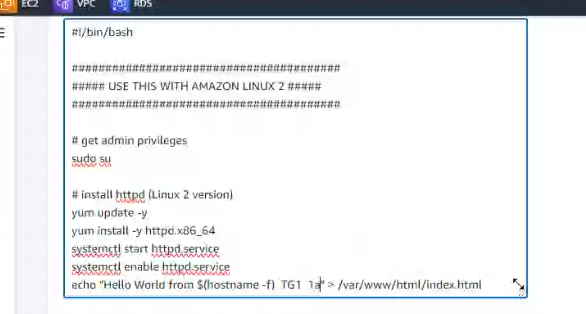 EC2 VPC RDS
#!/bin/bash
########################################
##### USE THIS WITH AMAZON LINUX 2 #####
########################################
# get admin privileges
sudo su
# install httpd (Linux 2 version)
yum update -y
yum install -y httpd.x86_64
systemctl start httpd.service
systemctl enable httpd.service
echo "Hello World from $(hostname -f) TG1 1a" > /var/www/html/index.html